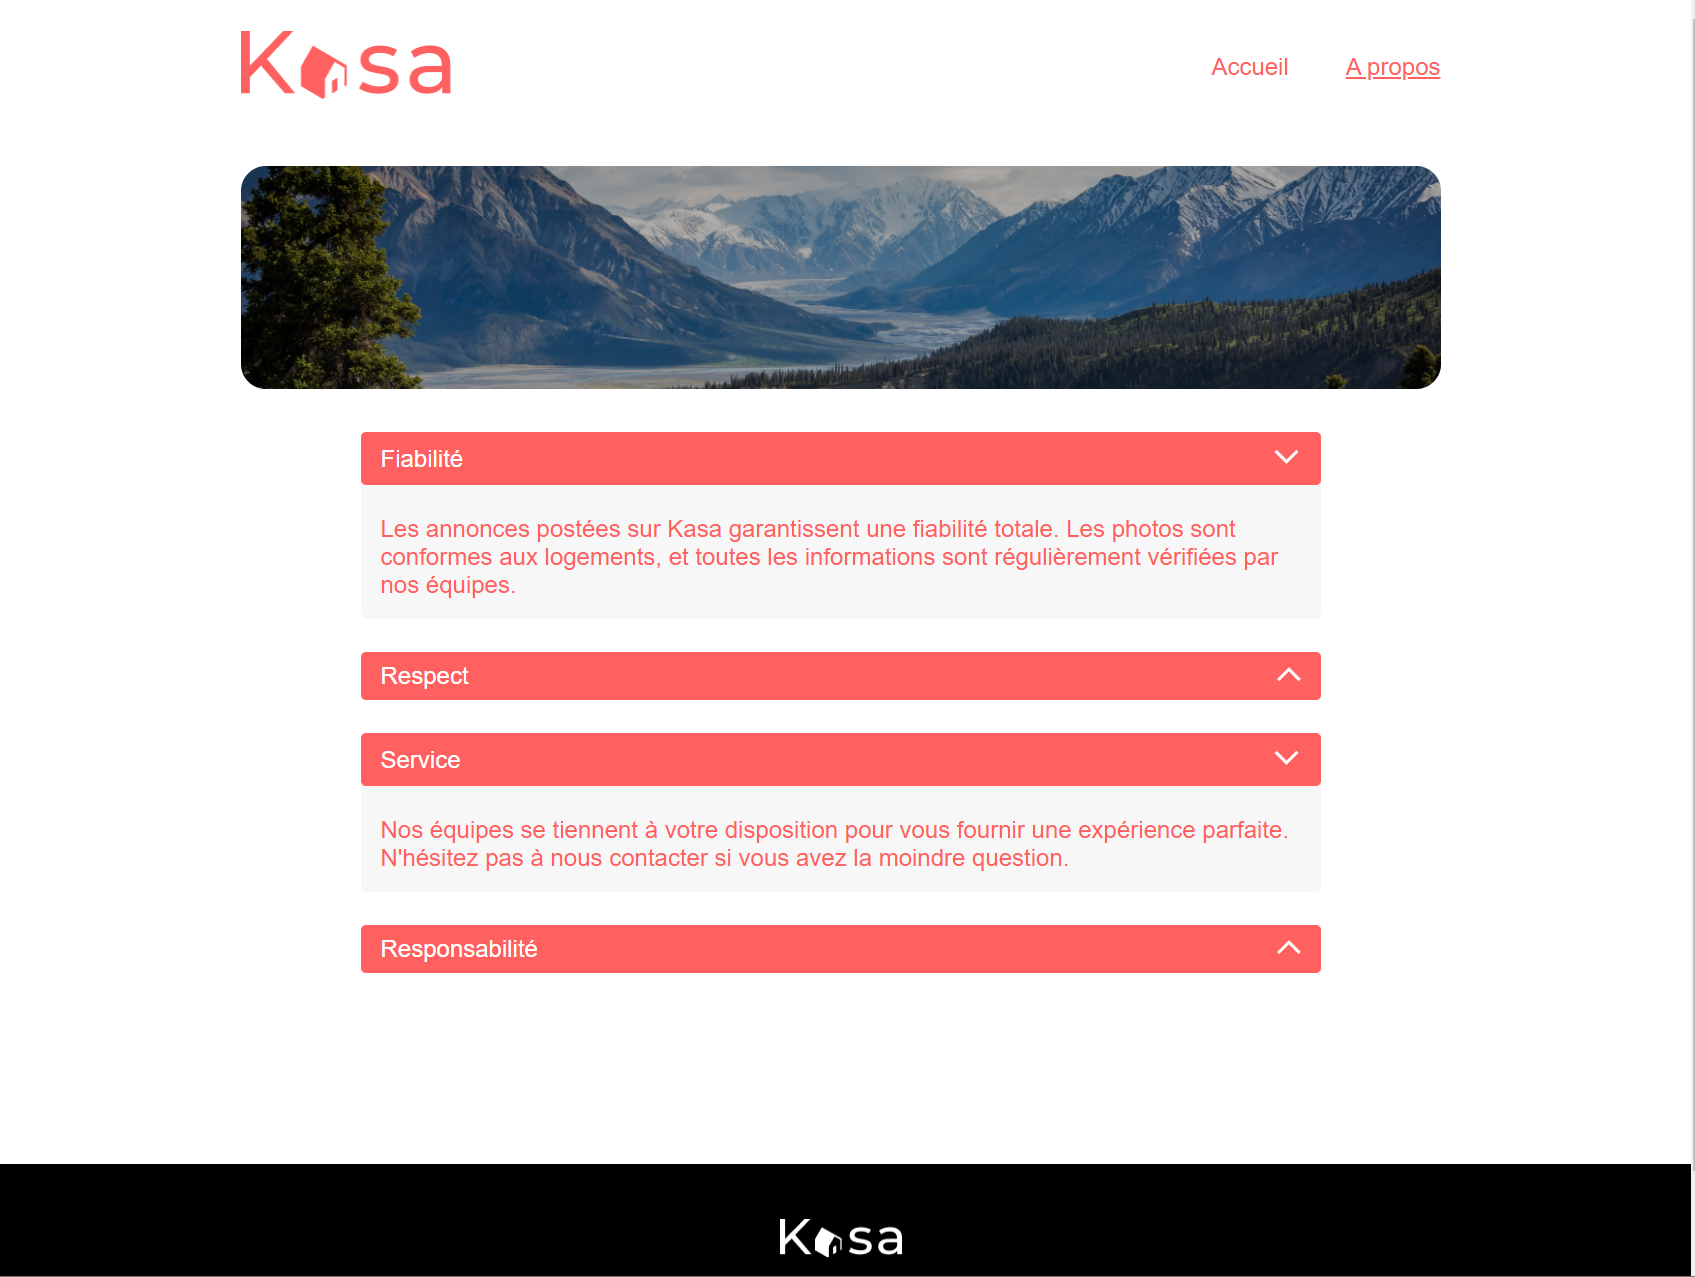 Kasa
Accueil
A propos
Fiabilité
Les annonces postées sur Kasa garantissent une fiabilité totale. Les photos sont
conformes aux logements, et toutes les informations sont régulièrement vérifiées par
nos équipes.
Respect
Service
Nos équipes se tiennent à votre disposition pour vous fournir une expérience parfaite.
N'hésitez pas à nous contacter si vous avez la moindre question.
Responsabilité
Kasa